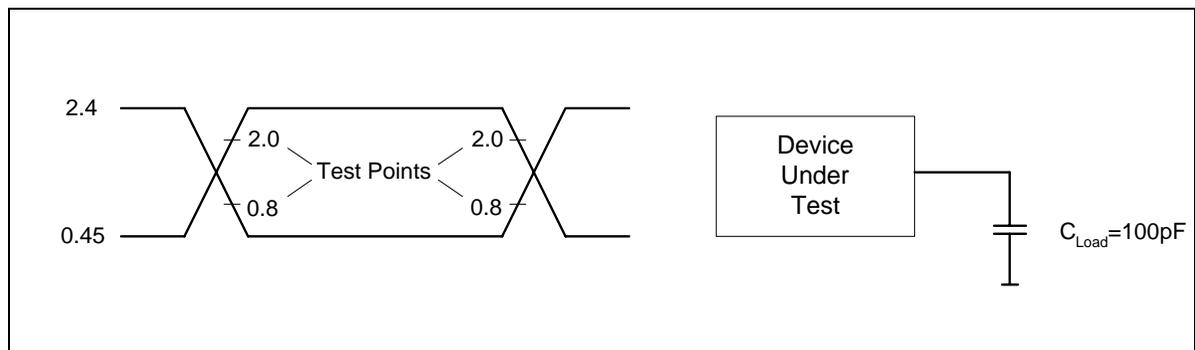 2.4
2.0
2.0
Test Points
0.8
0.8
0.45
Device
Under
Test
CLoad=100pF